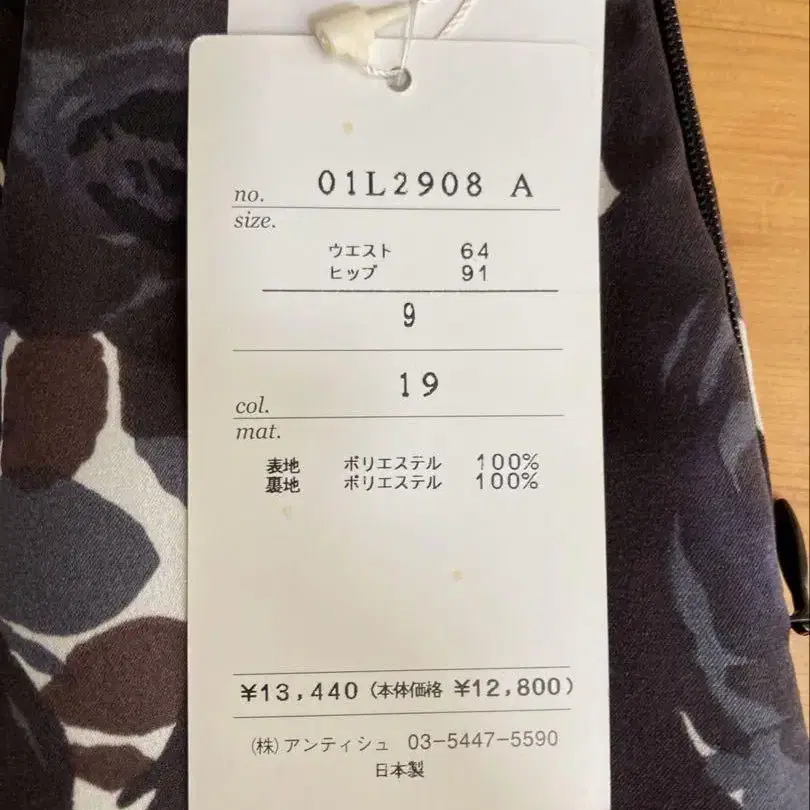 no. 01L2908 A
size.
ウエスト 64
ヒップ 91
9
col. 19
mat.
表地 ポリエステル 100%
裏地 ポリエステル 100%
¥13,440 (本体価格 ¥12,800)
(株)アンティシュ 03-5447-5590
日本製